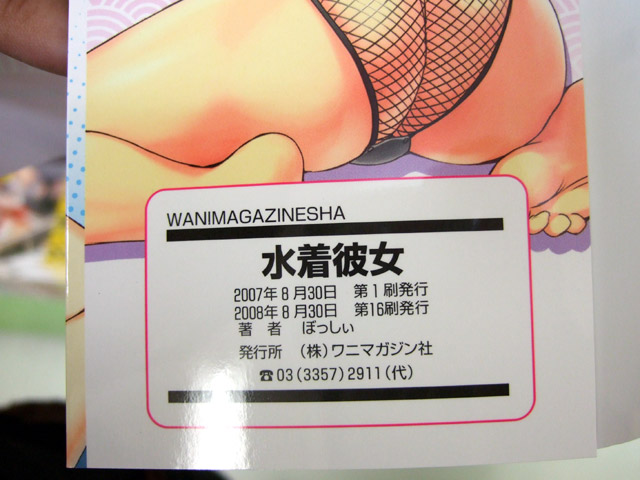 WANIMAGAZINESHA
水着彼女
2007年8月30日　第1刷発行
2008年8月30日　第16刷発行
著　者　ぼっしぃ
発行所　（株）ワニマガジン社
☎03(3357)2911(代)